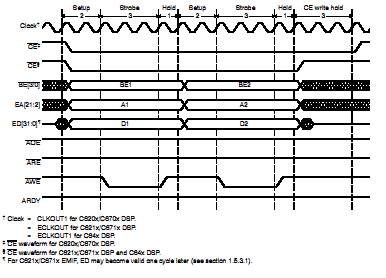 Setup Strobe Hold Setup Strobe Hold CE write hold
2 3 1 2 3 1 3
Clock†
CE‡
CE¶
BE[3:0] BE1 BE2
EA[21:2] A1 A2
ED[31:0]¶ D1 D2
AOE
ARE
AWE
ARDY
† Clock = CLKOUT1 for C620x/C670x DSP.
= ECLKOUT for C621x/C671x DSP.
= ECLKOUT1 for C64x DSP.
‡ CE waveform for C620x/C670x DSP.
§ CE waveform for C621x/C671x DSP and C64x DSP.
¶ For C621x/C671x EMIF, ED may become valid one cycle later (see section 1.5.3.1).